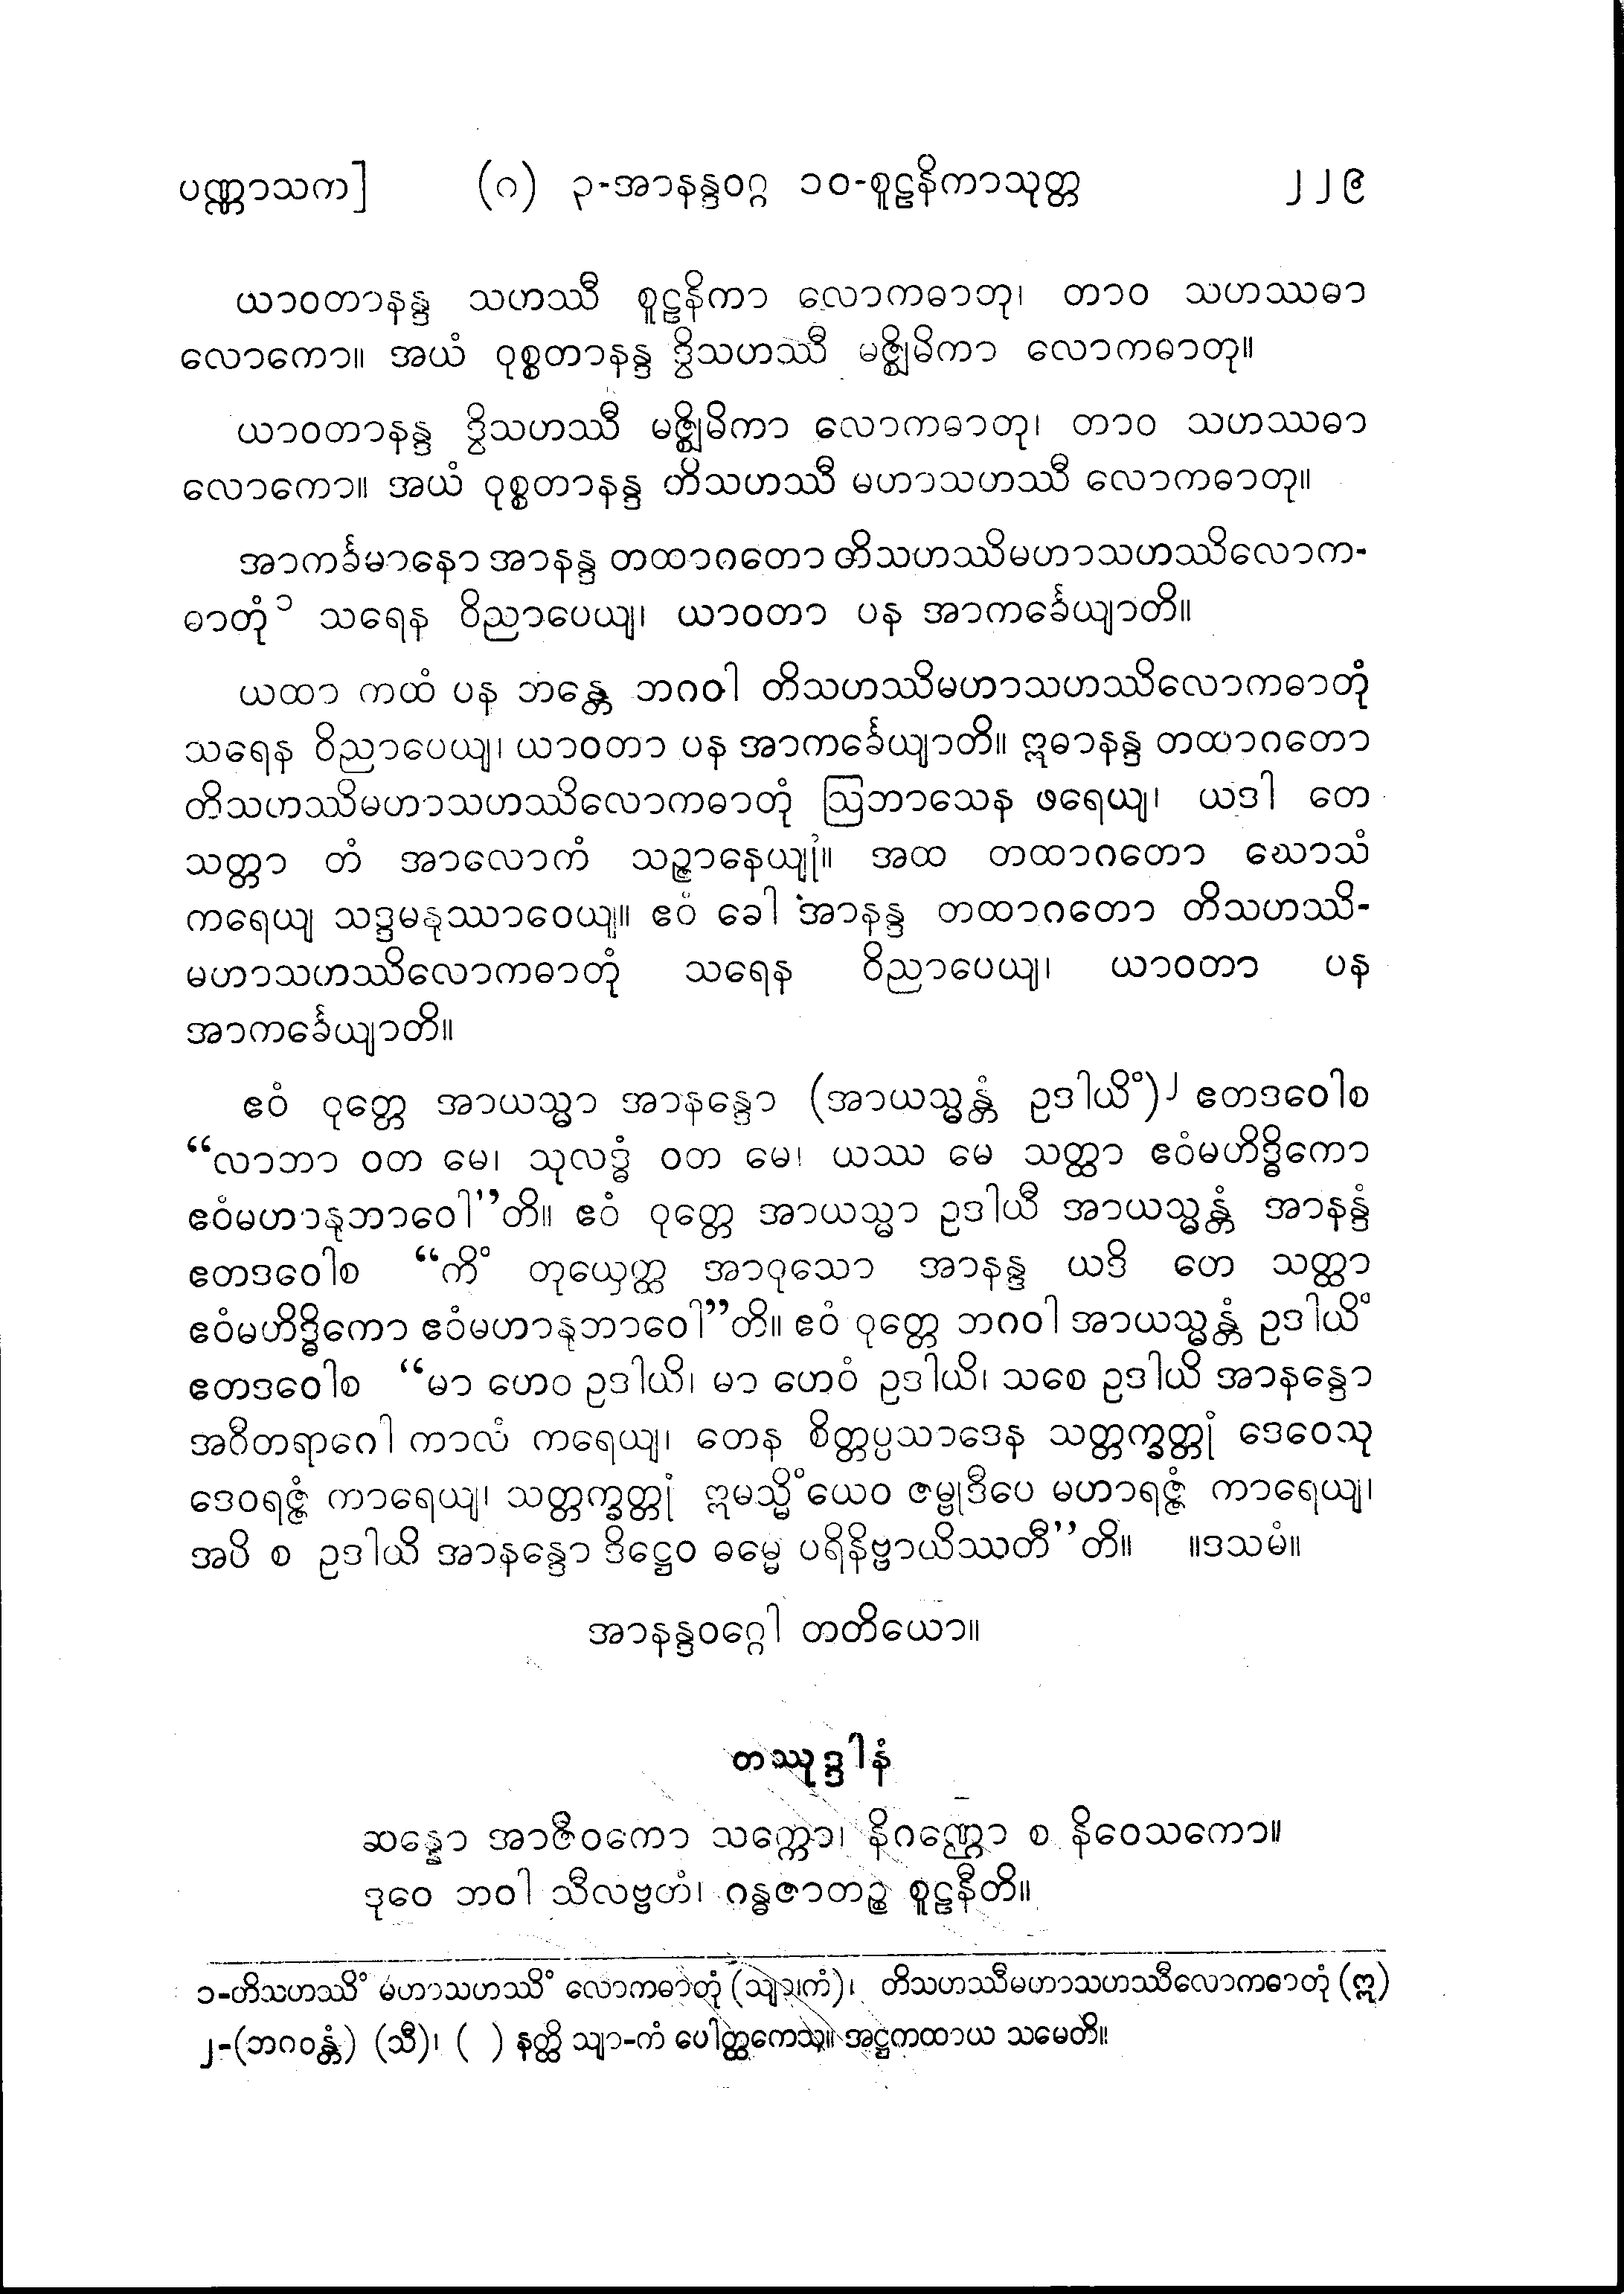 ပဏ္ဏာသက] (ဂ) ၃-အာနန္ဒဝဂ္ဂ ၁၀-စူဠနိကာသုတ္တ ၂၂၉
ယာဝတာနန္ဒ သဟဿီ စူဠနိကာ လောကဓာတု၊ တာဝ သဟဿဓာ
လောကော။ အယံ ဝုစ္စတာနန္ဒ ဒွိသဟဿီ မဇ္ဈိမိကာ လောကဓာတု။
ယာဝတာနန္ဒ ဒွိသဟဿီ မဇ္ဈိမိကာ လောကဓာတု၊ တာဝ သဟဿဓာ
လောကော။ အယံ ဝုစ္စတာနန္ဒ တိသဟဿီ မဟာသဟဿီ လောကဓာတု။
အာကင်္ခမာနော အာနန္ဒ တထာဂတော တိသဟဿိမဟာသဟဿိလောက-
ဓာတုံ ၁ သရေန ဝိညာပေယျ၊ ယာဝတာ ပန အာကင်္ခေယျာတိ။
ယထာ ကထံ ပန ဘန္တေ ဘဂဝါ တိသဟဿိမဟာသဟဿိလောကဓာတုံ
သရေန ဝိညာပေယျ၊ ယာဝတာ ပန အာကင်္ခေယျာတိ။ ဣဓာနန္ဒ တထာဂတော
တိသဟဿိမဟာသဟဿိလောကဓာတုံ ဩဘာသေန ဖရေယျ၊ ယဒါ တေ
သတ္တာ တံ အာလောကံ သဉ္ဇာနေယျုံ။ အထ တထာဂတော ဃောသံ
ကရေယျ သဒ္ဒမနုဿာဝေယျ။ ဧဝံ ခေါ အာနန္ဒ တထာဂတော တိသဟဿိ-
မဟာသဟဿိလောကဓာတုံ သရေန ဝိညာပေယျ၊ ယာဝတာ ပန
အာကင်္ခေယျာတိ။
ဧဝံ ဝုတ္တေ အာယသ္မာ အာနန္ဒော (အာယသ္မန္တံ ဥဒါယိံ) ၂ ဧတဒဝေါစ
“လာဘာ ဝတ မေ၊ သုလဒ္ဓံ ဝတ မေ၊ ယဿ မေ သတ္ထာ ဧဝံမဟိဒ္ဓိကော
ဧဝံမဟာနုဘာဝေါ”တိ။ ဧဝံ ဝုတ္တေ အာယသ္မာ ဥဒါယီ အာယသ္မန္တံ အာနန္ဒံ
ဧတဒဝေါစ “ကိံ တုယှေတ္ထ အာဝုသော အာနန္ဒ ယဒိ တေ သတ္ထာ
ဧဝံမဟိဒ္ဓိကော ဧဝံမဟာနုဘာဝေါ”တိ။ ဧဝံ ဝုတ္တေ ဘဂဝါ အာယသ္မန္တံ ဥဒါယိံ
ဧတဒဝေါစ “မာ ဟေဝ ဥဒါယိ၊ မာ ဟေဝံ ဥဒါယိ၊ သစေ ဥဒါယိ အာနန္ဒော
အဝီတရာဂေါ ကာလံ ကရေယျ၊ တေန စိတ္တပ္ပသာဒေန သတ္တက္ခတ္တုံ ဒေဝေသု
ဒေဝရဇ္ဇံ ကာရေယျ၊ သတ္တက္ခတ္တုံ ဣမသ္မိံယေဝ ဇမ္ဗုဒီပေ မဟာရဇ္ဇံ ကာရေယျ၊
အပိ စ ဥဒါယိ အာနန္ဒော ဒိဋ္ဌေဝ ဓမ္မေ ပရိနိဗ္ဗာယိဿတီ”တိ။ ။ဒသမံ။
အာနန္ဒဝဂ္ဂေါ တတိယော။
တဿုဒ္ဒါနံ
ဆန္နော အာဇီဝကော သက္ကော၊ နိဂဏ္ဌော စ နိဝေသကော။
ဒုဝေ ဘဝါ သီလဗ္ဗတံ၊ ဂန္ဓဇာတဉ္စ စူဠနီတိ။
၁-တိသဟဿိံ မဟာသဟဿိံ လောကဓာတုံ (သျာ၊ကံ)၊ တိသဟဿီမဟာသဟဿီလောကဓာတုံ (ဣ)
၂-(ဘဂဝန္တံ) (သီ)၊ ( ) နတ္ထိ သျာ-ကံ ပေါတ္ထကေသု။ အဋ္ဌကထာယ သမေတိ။